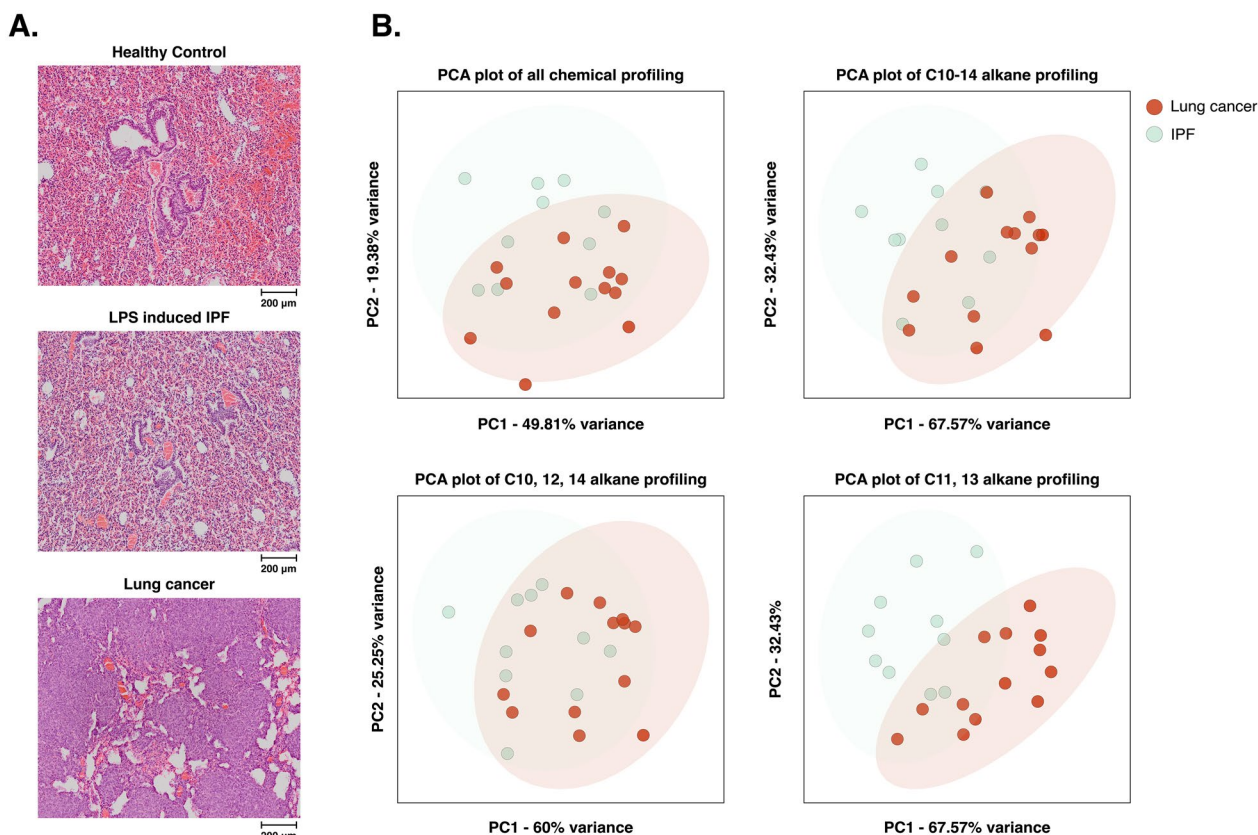 A.
Healthy Control
200 µm
LPS induced IPF
200 µm
Lung cancer
200 µm
B.
PCA plot of all chemical profiling
PC2 - 19.38% variance
PC1 - 49.81% variance
PCA plot of C10-14 alkane profiling
PC2 - 32.43% variance
PC1 - 67.57% variance
Lung cancer
IPF
PCA plot of C10, 12, 14 alkane profiling
PC2 - 25.25% variance
PC1 - 60% variance
PCA plot of C11, 13 alkane profiling
PC2 - 32.43%
PC1 - 67.57% variance